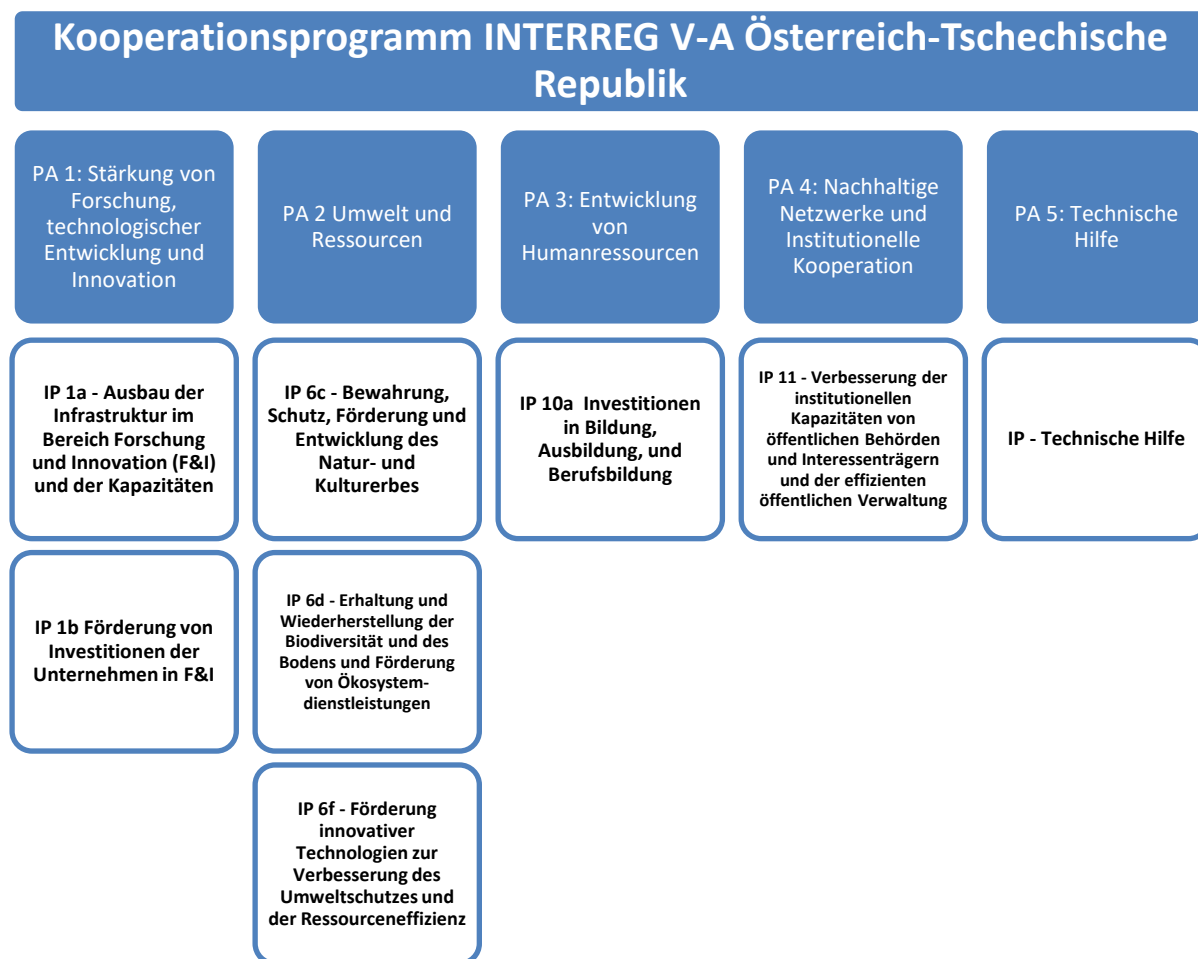 Kooperationsprogramm INTERREG V-A Österreich-Tschechische
Republik
PA 1: Stärkung von
Forschung,
technologischer
Entwicklung und
Innovation
PA 2 Umwelt und
Ressourcen
PA 3: Entwicklung
von
Humanressourcen
PA 4: Nachhaltige
Netzwerke und
Institutionelle
Kooperation
PA 5: Technische
Hilfe
IP 1a - Ausbau der
Infrastruktur im
Bereich Forschung
und Innovation (F&I)
und der Kapazitäten
IP 6c - Bewahrung,
Schutz, Förderung und
Entwicklung des
Natur- und
Kulturerbes
IP 10a Investitionen
in Bildung,
Ausbildung, und
Berufsbildung
IP 11 - Verbesserung der
institutionellen
Kapazitäten von
öffentlichen Behörden
und Interessenträgern
und der effizienten
öffentlichen Verwaltung
IP - Technische Hilfe
IP 1b Förderung von
Investitionen der
Unternehmen in F&I
IP 6d - Erhaltung und
Wiederherstellung der
Biodiversität und des
Bodens und Förderung
von Ökosystem-
dienstleistungen
IP 6f - Förderung
innovativer
Technologien zur
Verbesserung des
Umweltschutzes und
der Ressourceneffizienz